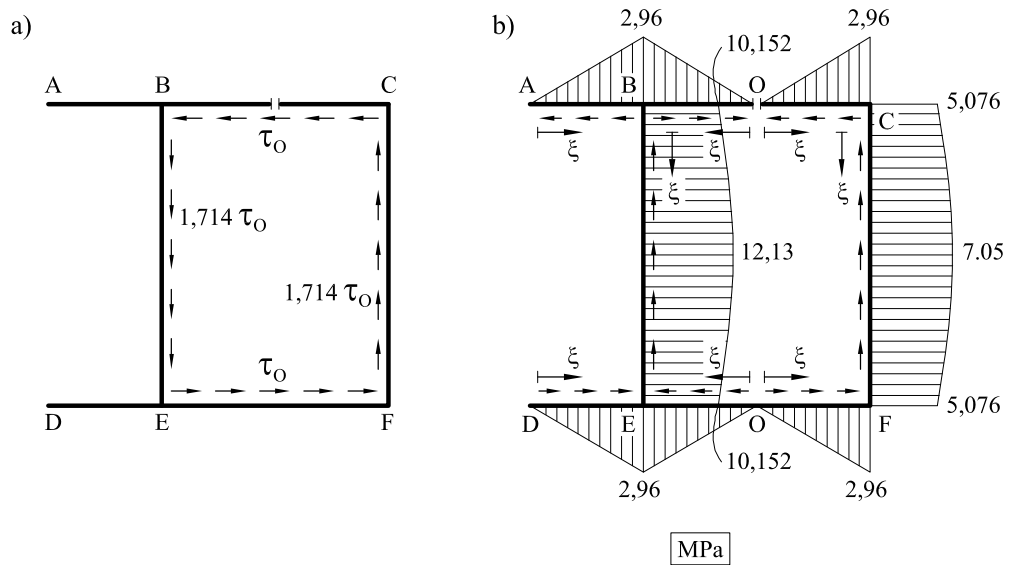 a)
A B C
τO
1,714 τO
1,714 τO
τO
D E F
b)
2,96 2,96
10,152
A B O
5,076
C
ξ ξ ξ
ξ ξ
12,13 7.05
ξ ξ ξ
5,076
D E O F
10,152
2,96 2,96
MPa